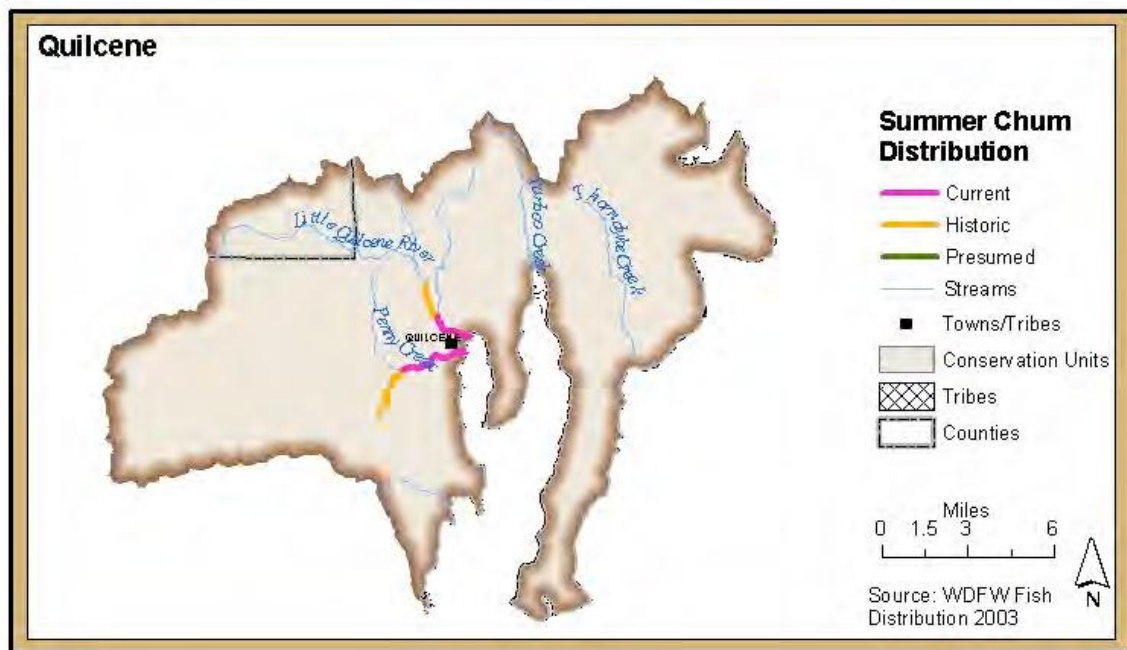 Quilcene
Summer Chum
Distribution
Current
Historic
Presumed
Streams
Towns/Tribes
Conservation Units
Tribes
Counties
Miles
0 1.5 3 6
Source: WDFW Fish
Distribution 2003
N
Little Quilcene River
Tarboo Creek
Thorndyke Creek
Penny Creek
QUILCENE